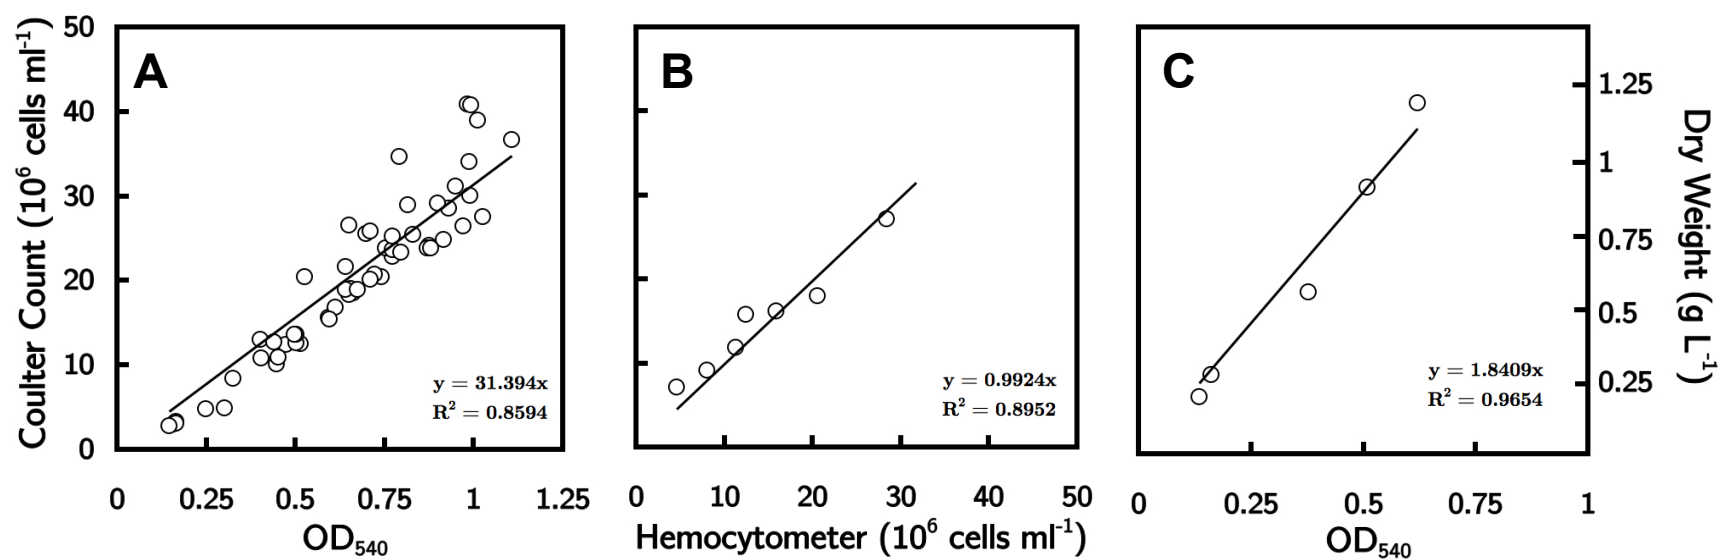 A
B
C
Coulter Count (10⁶ cells ml⁻¹)
50
40
30
20
10
0
y = 31.394x
R² = 0.8594
0 0.25 0.5 0.75 1 1.25
OD₅₄₀
y = 0.9924x
R² = 0.8952
0 10 20 30 40 50
Hemocytometer (10⁶ cells ml⁻¹)
y = 1.8409x
R² = 0.9654
0 0.25 0.5 0.75 1
OD₅₄₀
1.25
1
0.75
0.5
0.25
Dry Weight (g L⁻¹)